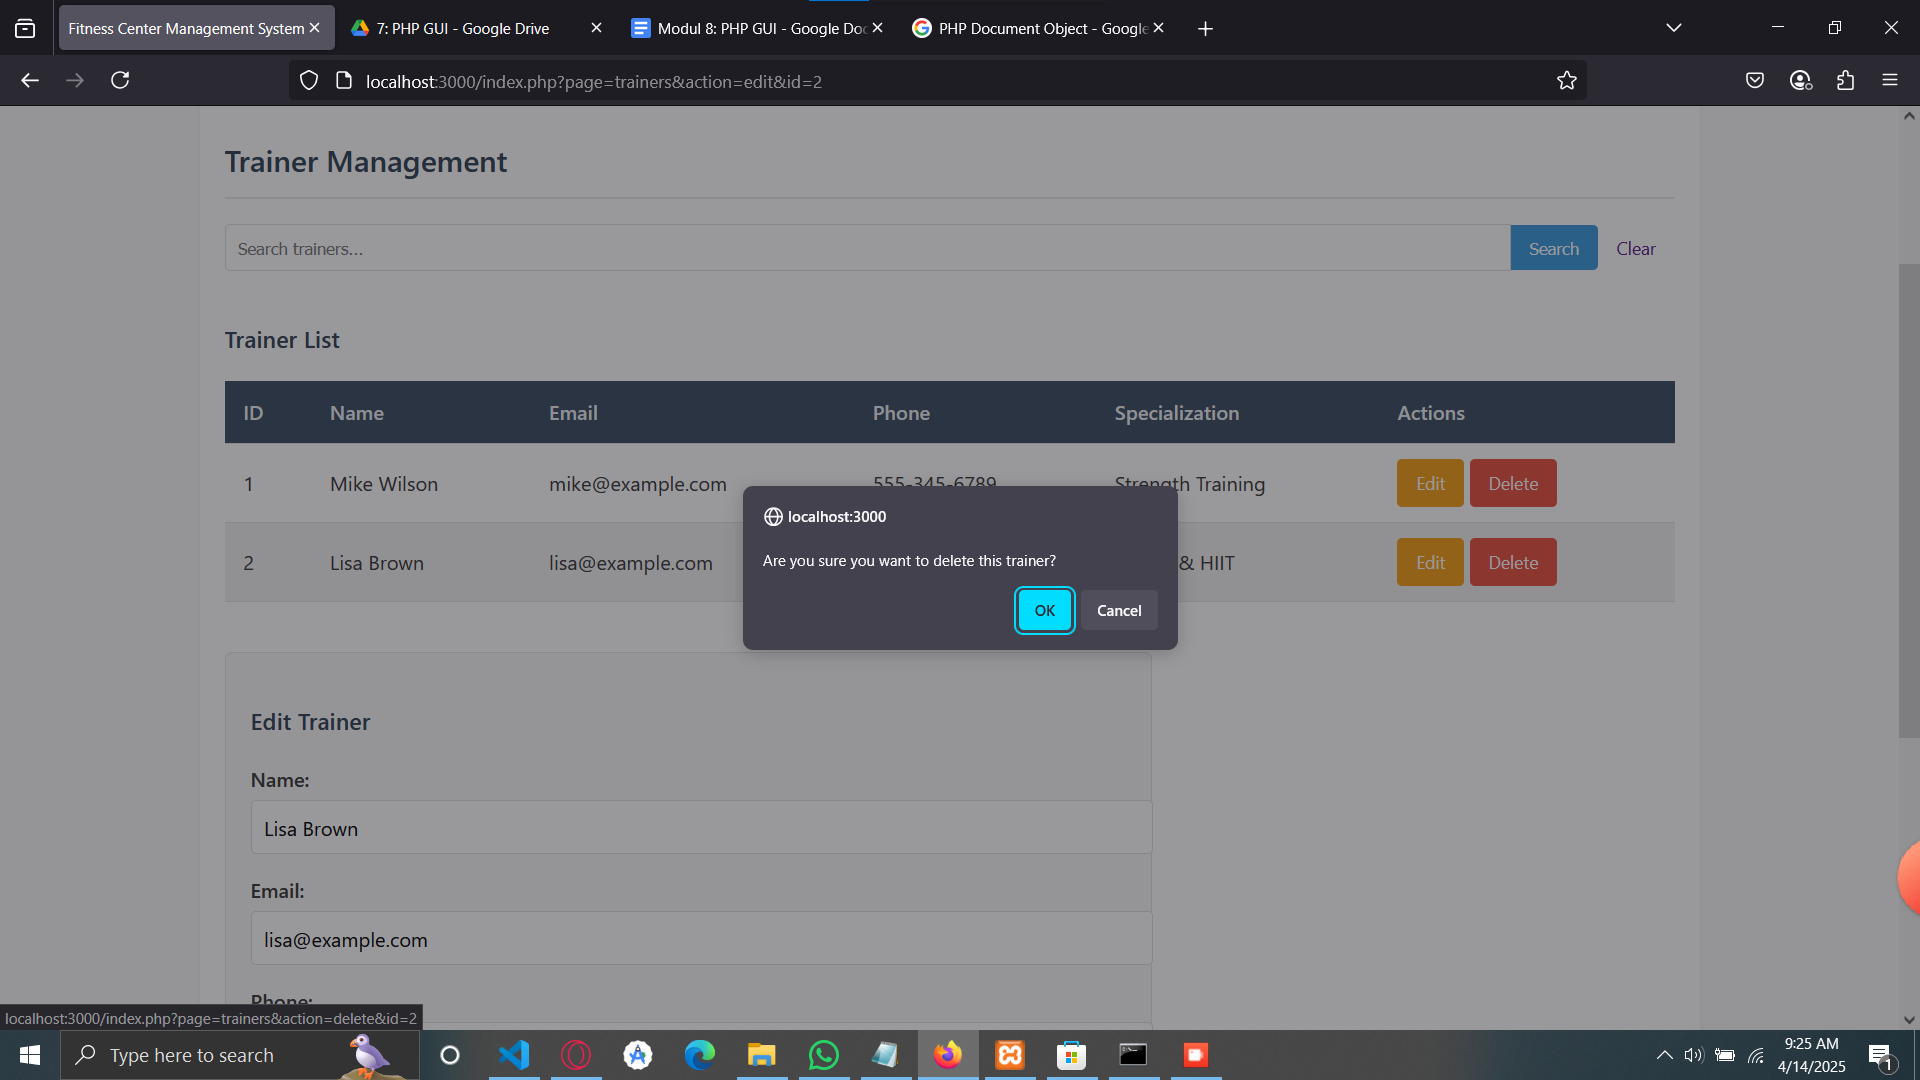 Fitness Center Management System
7: PHP GUI - Google Drive
Modul 8: PHP GUI - Google Doc
PHP Document Object - Google
localhost:3000/index.php?page=trainers&action=edit&id=2
Trainer Management
Search trainers...
Search
Clear
Trainer List
ID Name Email Phone Specialization Actions
1 Mike Wilson mike@example.com 555-345-6789 Strength Training Edit Delete
2 Lisa Brown lisa@example.com & HIIT Edit Delete
localhost:3000
Are you sure you want to delete this trainer?
OK Cancel
Edit Trainer
Name:
Lisa Brown
Email:
lisa@example.com
Phone:
localhost:3000/index.php?page=trainers&action=delete&id=2
Type here to search
9:25 AM
4/14/2025
1